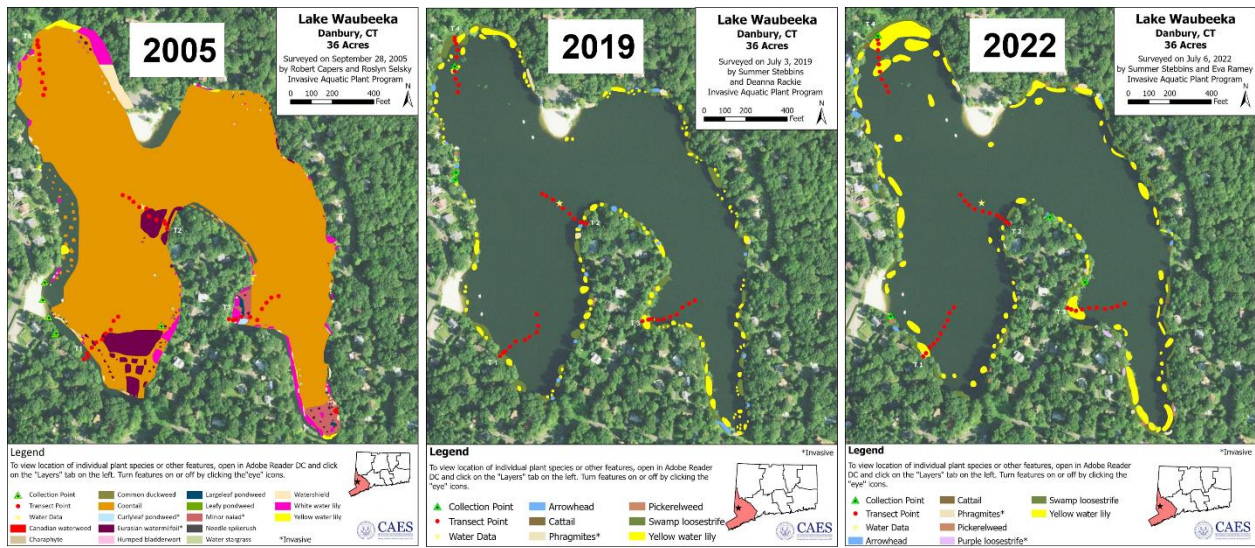 2005
Lake Waubeeka
Danbury, CT
36 Acres
Surveyed on September 28, 2005
by Robert Capers and Roslyn Selsky
Invasive Aquatic Plant Program
0 100 200 400
Feet
N
T4
T2
Legend
To view location of individual plant species or other features, open in Adobe Reader DC and click
on the "Layers" tab on the left. Turn features on or off by clicking the"eye" icons.
Collection Point
Transect Point
Water Data
Canadian waterweed
Charaphyte
Common duckweed
Coontail
Curlyleaf pondweed*
Eurasian watermilfoil*
Humped bladderwort
Largeleaf pondweed
Leafy pondweed
Minor naiad*
Needle spikerush
Water stargrass
Watershield
White water lily
Yellow water lily
*Invasive
CAES
2019
Lake Waubeeka
Danbury, CT
36 Acres
Surveyed on July 3, 2019
by Summer Stebbins
and Deanna Rackie
Invasive Aquatic Plant Program
0 100 200 400
Feet
N
T4
T2
T3
T1
Legend
*Invasive
To view location of individual plant species or other features, open in Adobe Reader
DC and click on the "Layers" tab on the left. Turn features on or off by clicking the
"eye" icons.
Collection Point
Transect Point
Water Data
Arrowhead
Cattail
Phragmites*
Pickerelweed
Swamp loosestrife
Yellow water lily
CAES
2022
Lake Waubeeka
Danbury, CT
36 Acres
Surveyed on July 6, 2022
by Summer Stebbins and Eva Ramey
Invasive Aquatic Plant Program
0 100 200 400
Feet
N
T4
T2
T3
T1
Legend
*Invasive
To view location of individual plant species or other features, open in Adobe Reader DC and click
on the "Layers" tab on the left. Turn features on or off by clicking the "eye" icons.
Collection Point
Transect Point
Water Data
Arrowhead
Cattail
Phragmites*
Pickerelweed
Purple loosestrife*
Swamp loosestrife
Yellow water lily
CAES